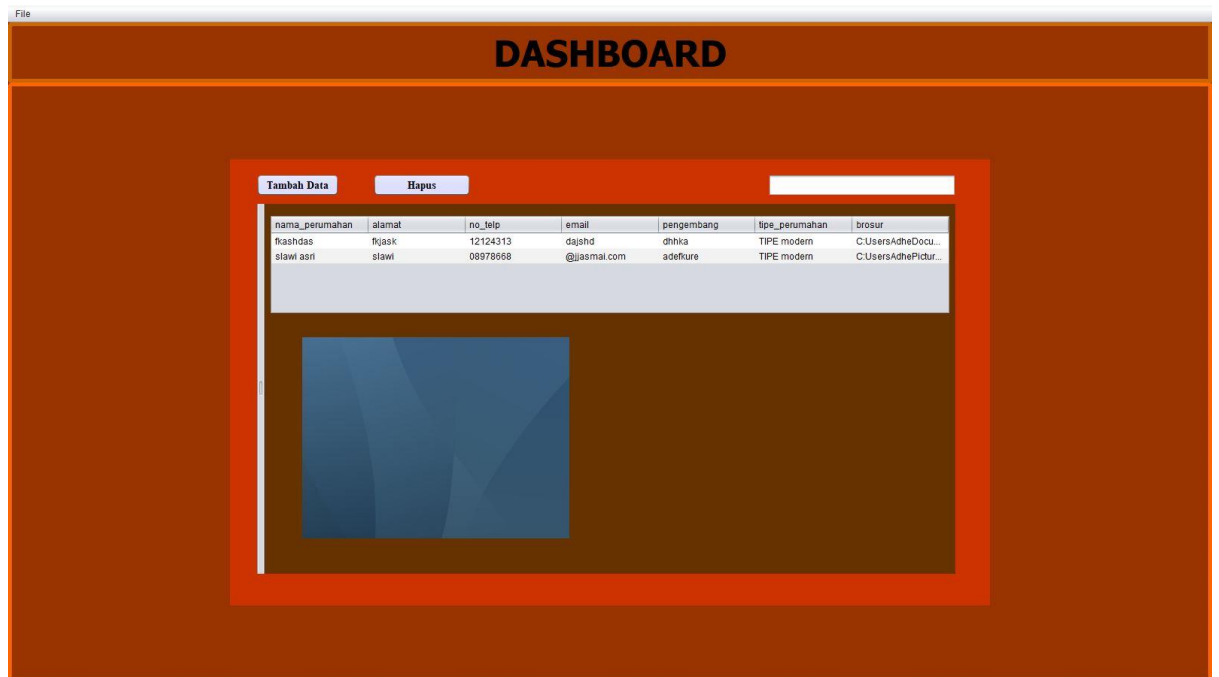 File
DASHBOARD
Tambah Data Hapus
nama_perumahan alamat no_telp email pengembang tipe_perumahan brosur
fkashdas fkjask 12124313 dajshd dhhka TIPE modern C:UsersAdheDocu...
slawi asri slawi 08978668 @jjasmai.com adefkure TIPE modern C:UsersAdhePictur...